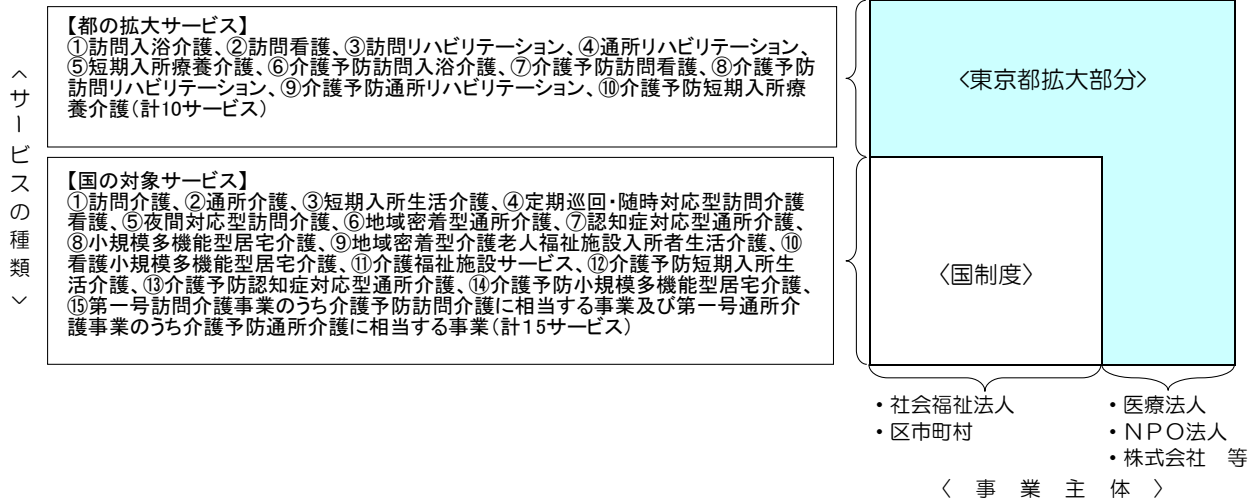 【都の拡大サービス】
①訪問入浴介護、②訪問看護、③訪問リハビリテーション、④通所リハビリテーション、
⑤短期入所療養介護、⑥介護予防訪問入浴介護、⑦介護予防訪問看護、⑧介護予防
訪問リハビリテーション、⑨介護予防通所リハビリテーション、⑩介護予防短期入所療
養介護(計10サービス)
〈サービスの種類〉
【国の対象サービス】
①訪問介護、②通所介護、③短期入所生活介護、④定期巡回・随時対応型訪問介護
看護、⑤夜間対応型訪問介護、⑥地域密着型通所介護、⑦認知症対応型通所介護、
⑧小規模多機能型居宅介護、⑨地域密着型介護老人福祉施設入所者生活介護、⑩
看護小規模多機能型居宅介護、⑪介護福祉施設サービス、⑫介護予防短期入所生
活介護、⑬介護予防認知症対応型通所介護、⑭介護予防小規模多機能型居宅介護、
⑮第一号訪問介護事業のうち介護予防訪問介護に相当する事業及び第一号通所介
護事業のうち介護予防通所介護に相当する事業(計15サービス)
〈東京都拡大部分〉
〈国制度〉
・社会福祉法人
・区市町村
・医療法人
・NPO法人
・株式会社 等
〈 事 業 主 体 〉